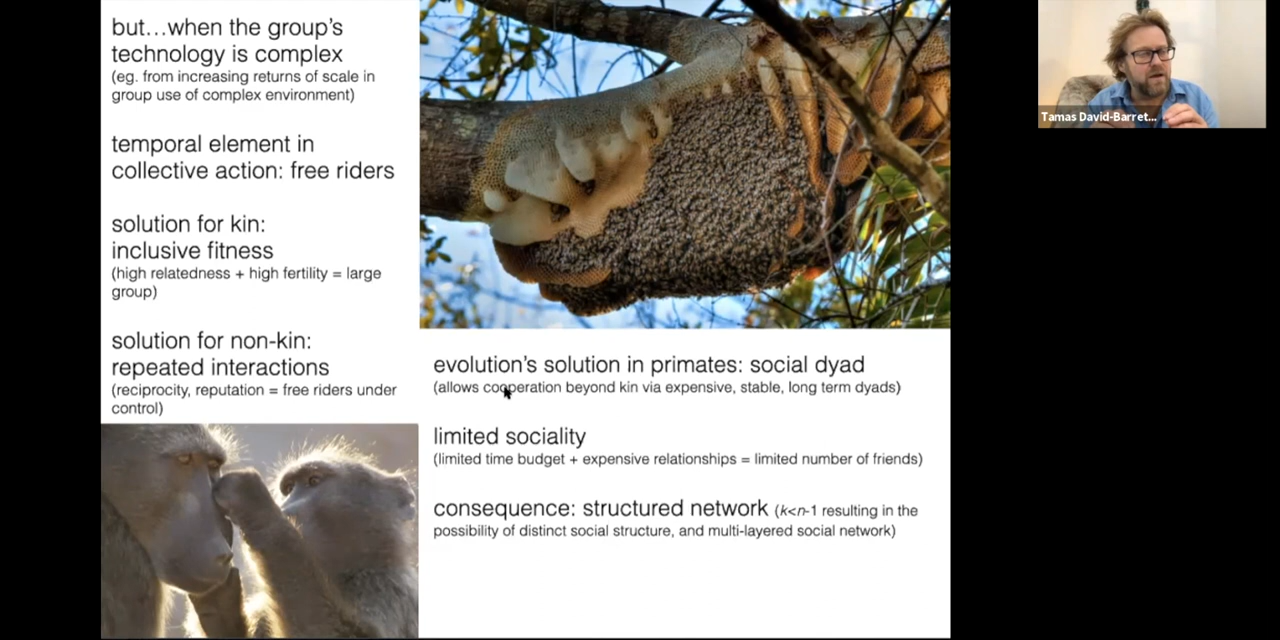 but…when the group's
technology is complex
(eg. from increasing returns of scale in
group use of complex environment)
temporal element in
collective action: free riders
solution for kin:
inclusive fitness
(high relatedness + high fertility = large
group)
solution for non-kin:
repeated interactions
(reciprocity, reputation = free riders under
control)
evolution's solution in primates: social dyad
(allows cooperation beyond kin via expensive, stable, long term dyads)
limited sociality
(limited time budget + expensive relationships = limited number of friends)
consequence: structured network (k<n-1 resulting in the
possibility of distinct social structure, and multi-layered social network)
Tamas David-Barret...